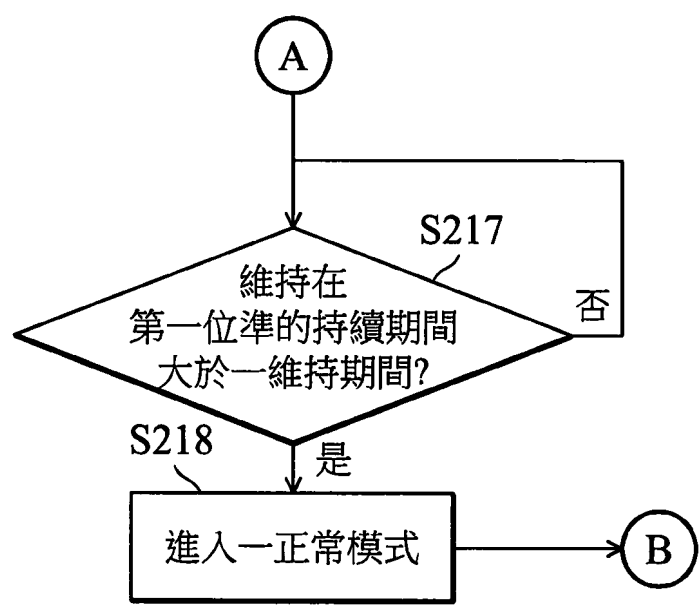 A
S217
維持在
第一位準的持續期間
大於一維持期間?
否
S218
是
進入一正常模式
B